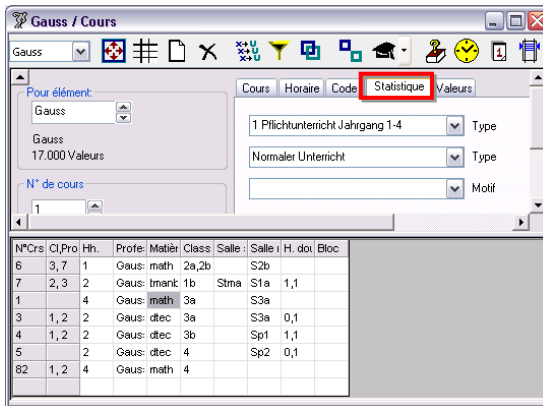 Gauss / Cours
Gauss
Pour élément:
Gauss
Gauss
17.000 Valeurs
N° de cours
1
Cours Horaire Code Statistique Valeurs
1 Pflichtunterricht Jahrgang 1-4 Type
Normaler Unterricht Type
Motif
N°Crs Cl,Pro Hh. Profe: Matièr Class Salle : Salle r H. dou Bloc
6 3, 7 1 Gaus: math 2a,2b S2b
7 2, 3 2 Gaus: tmank 1b Stma S1a 1,1
1 4 Gaus: math 3a S3a
3 1, 2 2 Gaus: dtec 3a S3a 0,1
4 1, 2 2 Gaus: dtec 3b Sp1 1,1
5 2 Gaus: dtec 4 Sp2 0,1
82 1, 2 4 Gaus: math 4